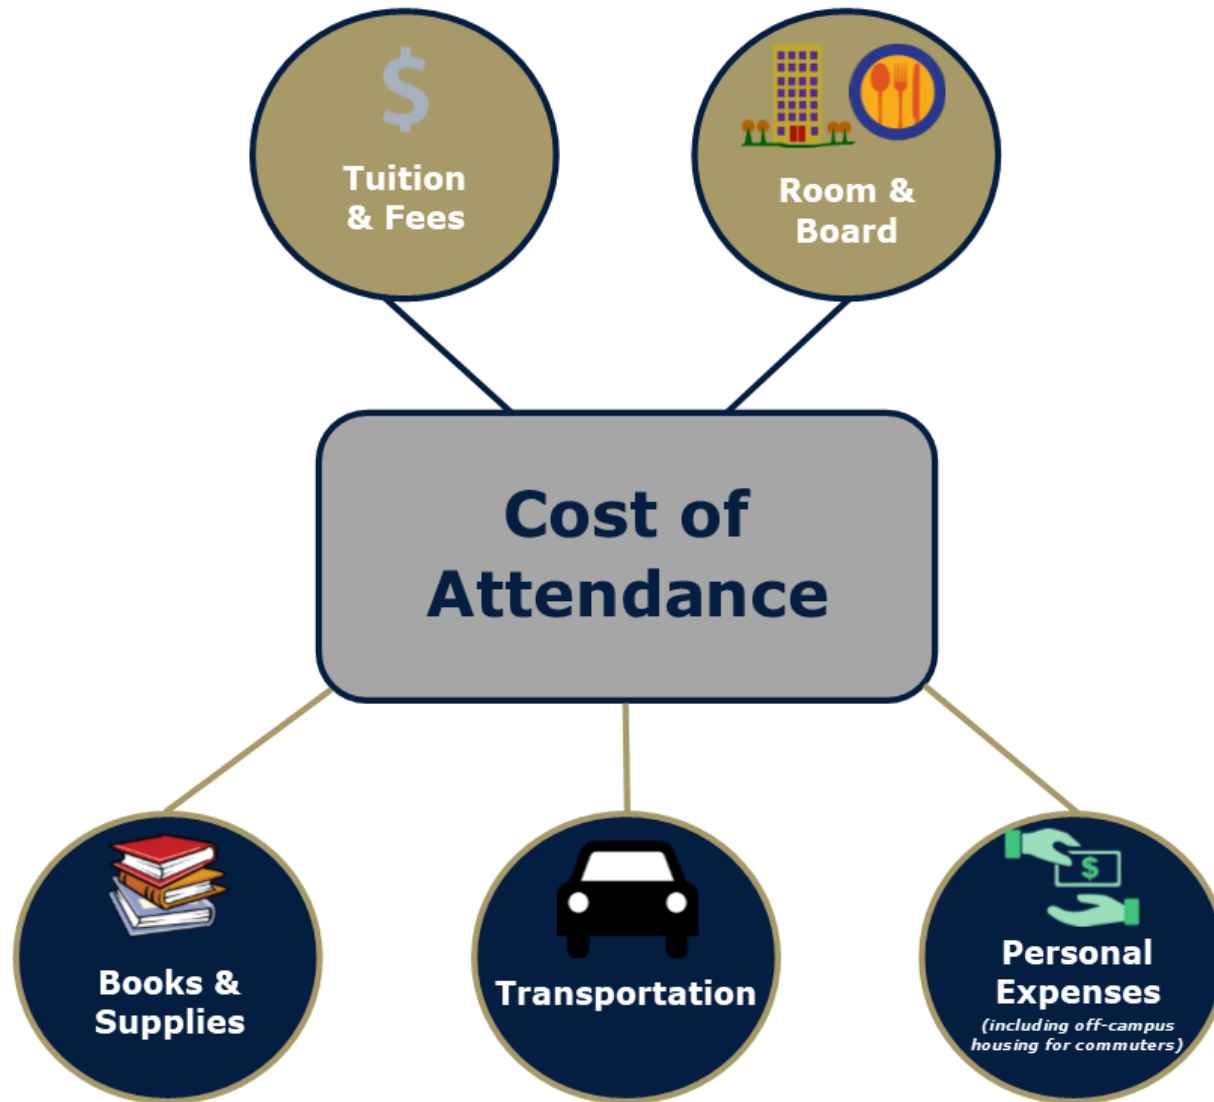 $
Tuition
& Fees
Room &
Board
Cost of
Attendance
Books &
Supplies
Transportation
$
Personal
Expenses
(including off-campus
housing for commuters)